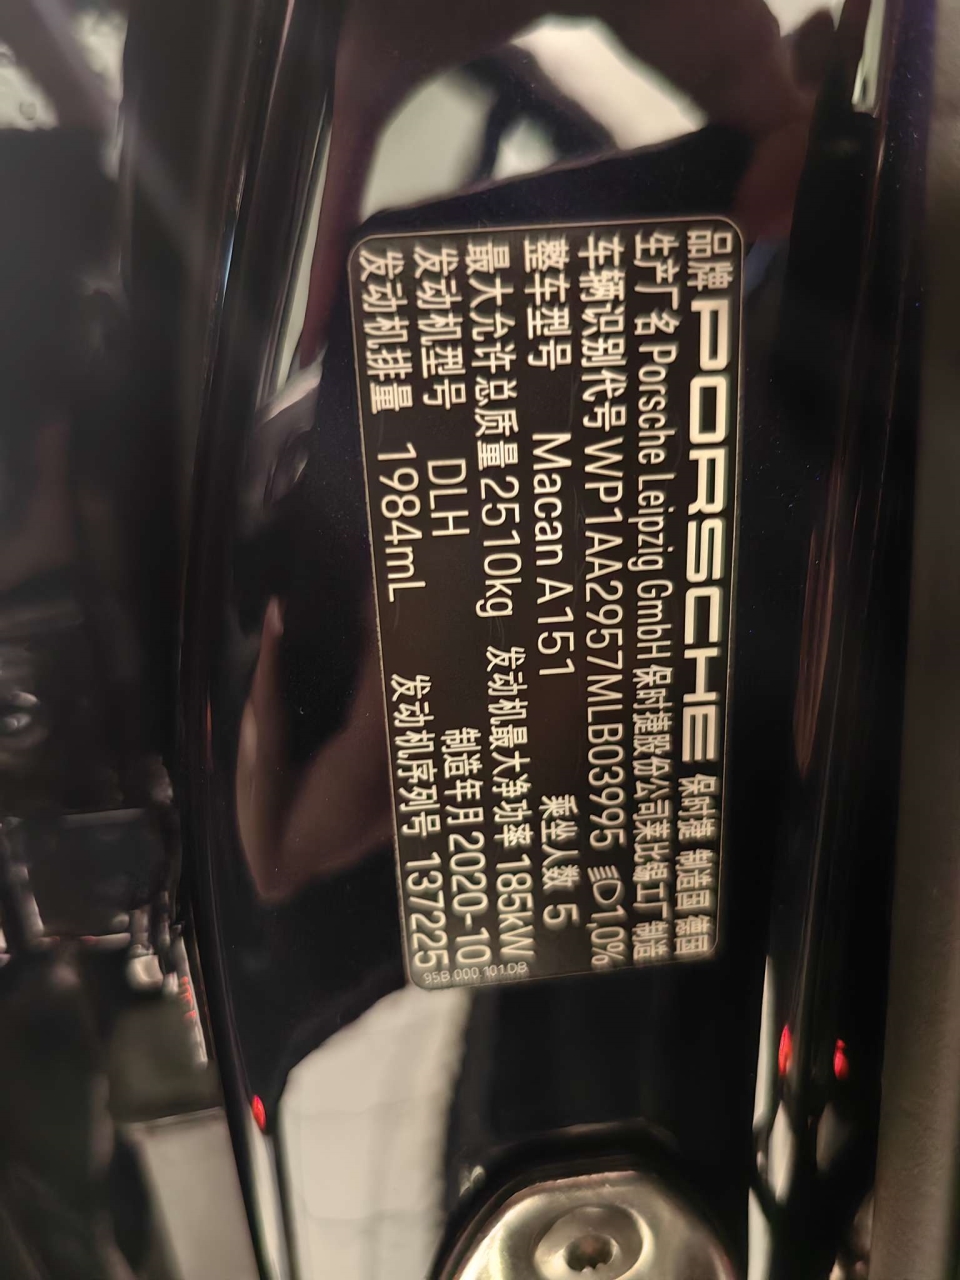 品牌 PORSCHE 保时捷 制造国 德国
生产厂名 Porsche Leipzig GmbH 保时捷股份公司莱比锡工厂 制造
车辆识别代号 WP1AA2957MLB03995 1,0%
整车型号 Macan A151 乘坐人数 5
最大允许总质量 2510kg 发动机最大净功率 185kW
发动机型号 DLH 制造年月 2020-10
发动机排量 1984mL 发动机序列号 137225
95B.000.101.DB